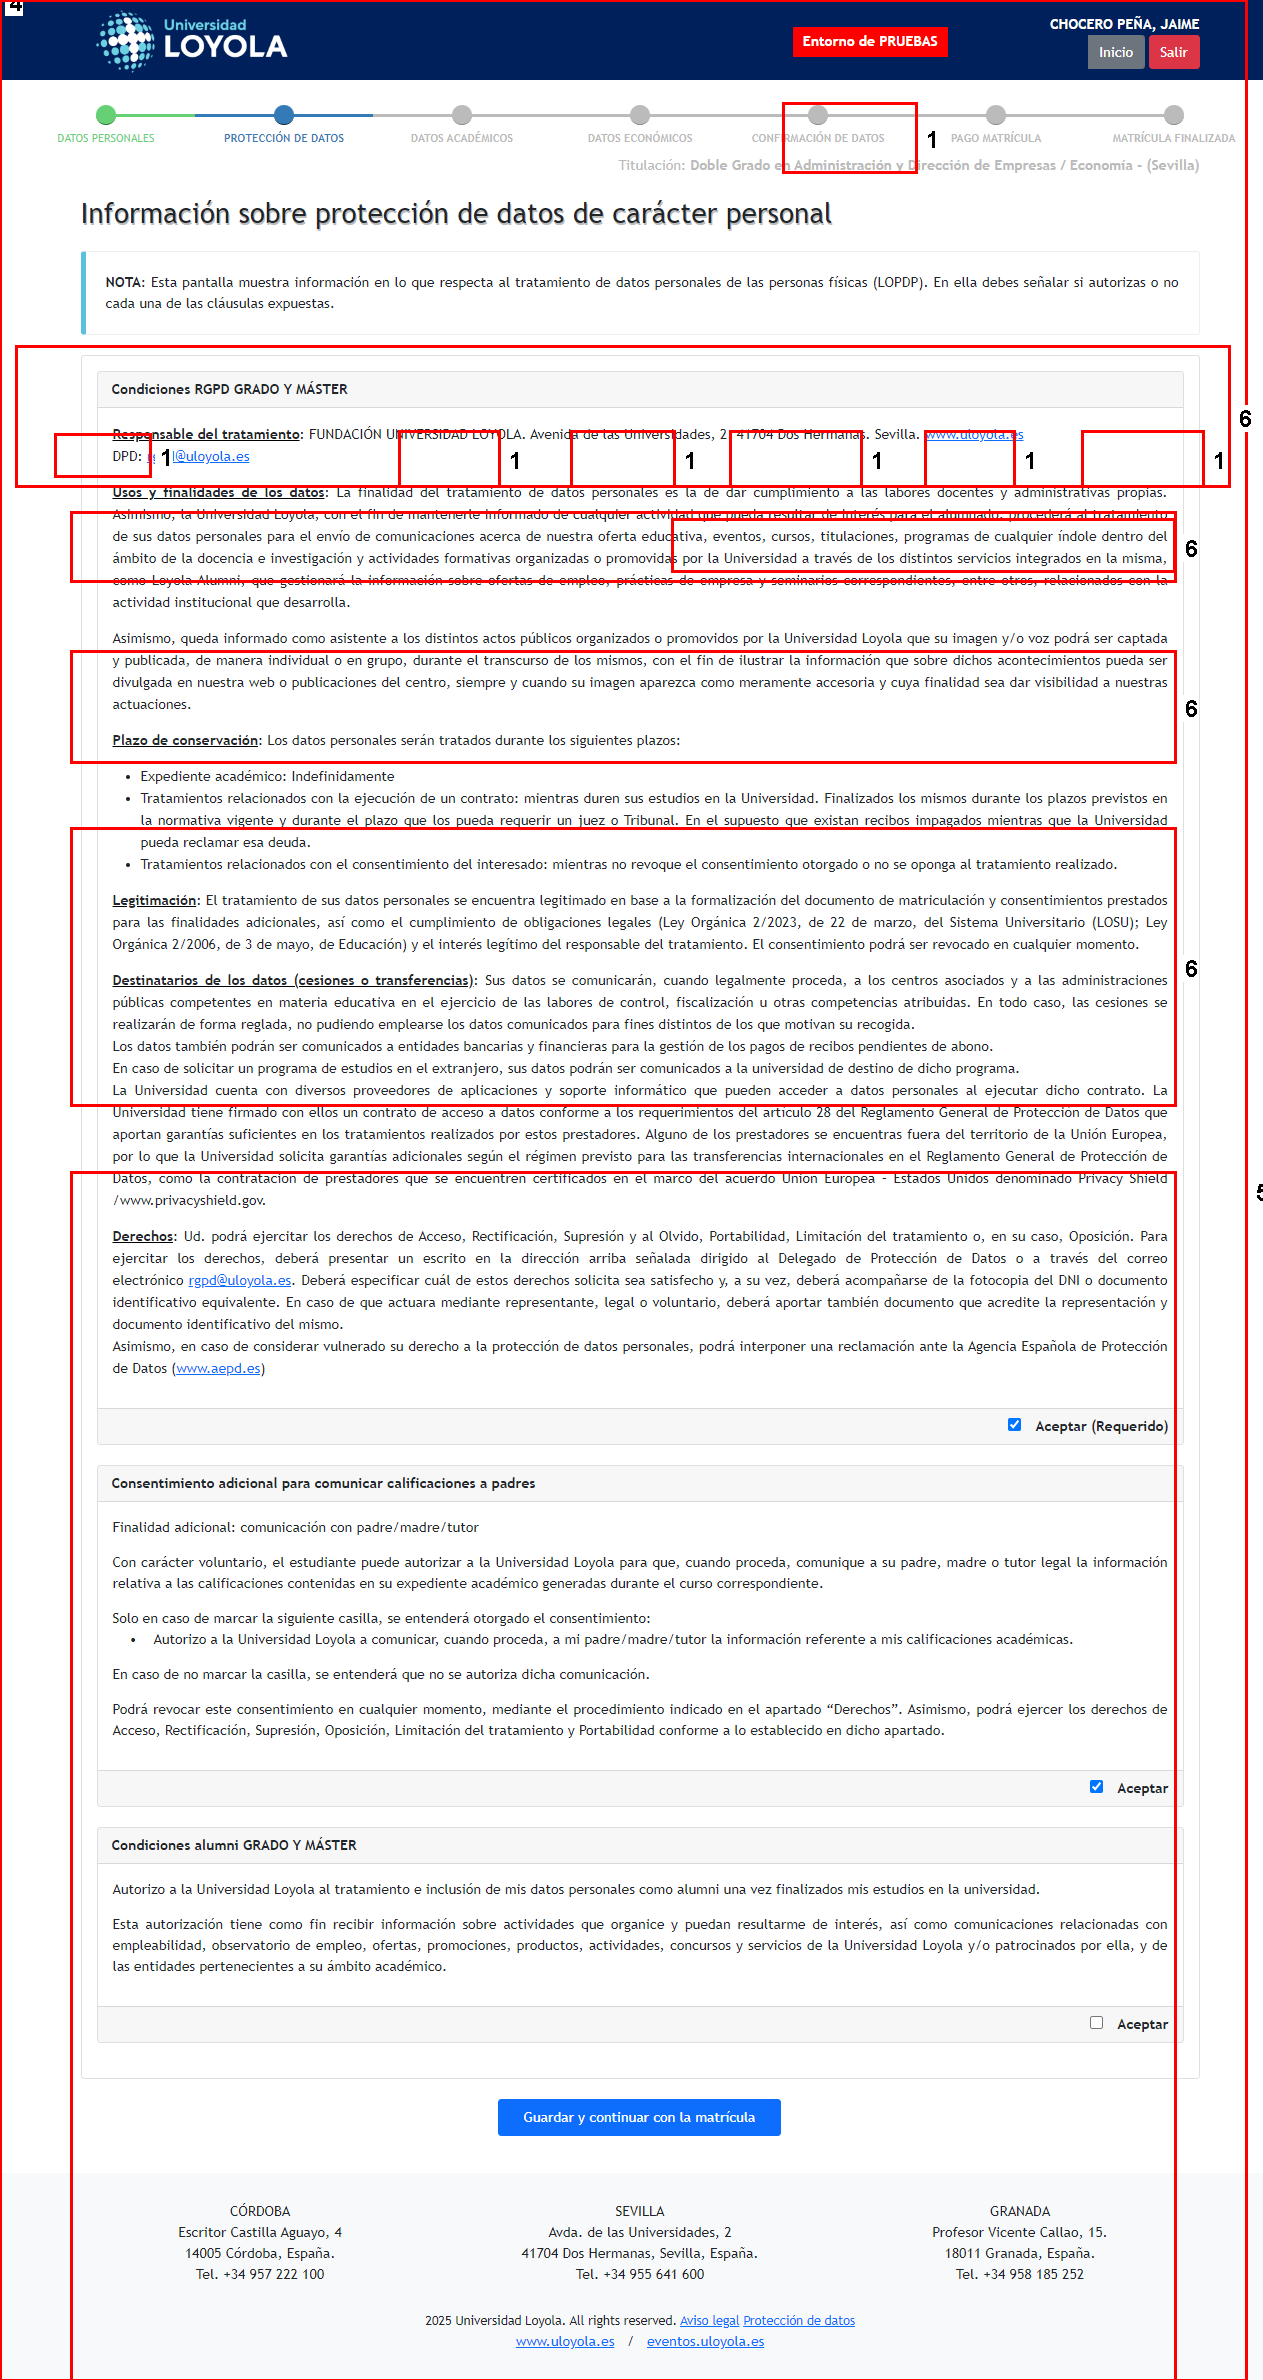 4
Universidad
LOYOLA
Entorno de PRUEBAS
CHOCERO PEÑA, JAIME
Inicio
Salir
DATOS PERSONALES
PROTECCIÓN DE DATOS
DATOS ACADÉMICOS
DATOS ECONÓMICOS
CONFIRMACIÓN DE DATOS
1
PAGO MATRÍCULA
MATRÍCULA FINALIZADA
Titulación: Doble Grado en Administración y Dirección de Empresas / Economía - (Sevilla)
Información sobre protección de datos de carácter personal
NOTA: Esta pantalla muestra información en lo que respecta al tratamiento de datos personales de las personas físicas (LOPDP). En ella debes señalar si autorizas o no
cada una de las cláusulas expuestas.
Condiciones RGPD GRADO Y MÁSTER
6
Responsable del tratamiento: FUNDACIÓN UNIVERSIDAD LOYOLA. Avenida de las Universidades, 2. 41704 Dos Hermanas. Sevilla. www.uloyola.es
DPD: @uloyola.es
1
1
1
1
1
1
Usos y finalidades de los datos: La finalidad del tratamiento de datos personales es la de dar cumplimiento a las labores docentes y administrativas propias.
Asimismo, la Universidad Loyola, con el fin de mantenerle informado de cualquier actividad que pueda resultar de interés para el alumnado, procederá al tratamiento
de sus datos personales para el envío de comunicaciones acerca de nuestra oferta educativa, eventos, cursos, titulaciones, programas de cualquier índole dentro del
6
ámbito de la docencia e investigación y actividades formativas organizadas o promovidas por la Universidad a través de los distintos servicios integrados en la misma,
como Loyola Alumni, que gestionará la información sobre ofertas de empleo, prácticas de empresa y seminarios correspondientes, entre otros, relacionados con la
actividad institucional que desarrolla.
Asimismo, queda informado como asistente a los distintos actos públicos organizados o promovidos por la Universidad Loyola que su imagen y/o voz podrá ser captada
y publicada, de manera individual o en grupo, durante el transcurso de los mismos, con el fin de ilustrar la información que sobre dichos acontecimientos pueda ser
divulgada en nuestra web o publicaciones del centro, siempre y cuando su imagen aparezca como meramente accesoria y cuya finalidad sea dar visibilidad a nuestras
actuaciones.
6
Plazo de conservación: Los datos personales serán tratados durante los siguientes plazos:
• Expediente académico: Indefinidamente
• Tratamientos relacionados con la ejecución de un contrato: mientras duren sus estudios en la Universidad. Finalizados los mismos durante los plazos previstos en
la normativa vigente y durante el plazo que los pueda requerir un juez o Tribunal. En el supuesto que existan recibos impagados mientras que la Universidad
pueda reclamar esa deuda.
• Tratamientos relacionados con el consentimiento del interesado: mientras no revoque el consentimiento otorgado o no se oponga al tratamiento realizado.
Legitimación: El tratamiento de sus datos personales se encuentra legitimado en base a la formalización del documento de matriculación y consentimientos prestados
para las finalidades adicionales, así como el cumplimiento de obligaciones legales (Ley Orgánica 2/2023, de 22 de marzo, del Sistema Universitario (LOSU); Ley
Orgánica 2/2006, de 3 de mayo, de Educación) y el interés legítimo del responsable del tratamiento. El consentimiento podrá ser revocado en cualquier momento.
6
Destinatarios de los datos (cesiones o transferencias): Sus datos se comunicarán, cuando legalmente proceda, a los centros asociados y a las administraciones
públicas competentes en materia educativa en el ejercicio de las labores de control, fiscalización u otras competencias atribuidas. En todo caso, las cesiones se
realizarán de forma reglada, no pudiendo emplearse los datos comunicados para fines distintos de los que motivan su recogida.
Los datos también podrán ser comunicados a entidades bancarias y financieras para la gestión de los pagos de recibos pendientes de abono.
En caso de solicitar un programa de estudios en el extranjero, sus datos podrán ser comunicados a la universidad de destino de dicho programa.
La Universidad cuenta con diversos proveedores de aplicaciones y soporte informático que pueden acceder a datos personales al ejecutar dicho contrato. La
Universidad tiene firmado con ellos un contrato de acceso a datos conforme a los requerimientos del artículo 28 del Reglamento General de Protección de Datos que
aportan garantías suficientes en los tratamientos realizados por estos prestadores. Alguno de los prestadores se encuentras fuera del territorio de la Unión Europea,
por lo que la Universidad solicita garantías adicionales según el régimen previsto para las transferencias internacionales en el Reglamento General de Protección de
Datos, como la contratación de prestadores que se encuentren certificados en el marco del acuerdo Unión Europea – Estados Unidos denominado Privacy Shield
/www.privacyshield.gov.
5
Derechos: Ud. podrá ejercitar los derechos de Acceso, Rectificación, Supresión y al Olvido, Portabilidad, Limitación del tratamiento o, en su caso, Oposición. Para
ejercitar los derechos, deberá presentar un escrito en la dirección arriba señalada dirigido al Delegado de Protección de Datos o a través del correo
electrónico rgpd@uloyola.es. Deberá especificar cuál de estos derechos solicita sea satisfecho y, a su vez, deberá acompañarse de la fotocopia del DNI o documento
identificativo equivalente. En caso de que actuara mediante representante, legal o voluntario, deberá aportar también documento que acredite la representación y
documento identificativo del mismo.
Asimismo, en caso de considerar vulnerado su derecho a la protección de datos personales, podrá interponer una reclamación ante la Agencia Española de Protección
de Datos (www.aepd.es)
Aceptar (Requerido)
Consentimiento adicional para comunicar calificaciones a padres
Finalidad adicional: comunicación con padre/madre/tutor
Con carácter voluntario, el estudiante puede autorizar a la Universidad Loyola para que, cuando proceda, comunique a su padre, madre o tutor legal la información
relativa a las calificaciones contenidas en su expediente académico generadas durante el curso correspondiente.
Solo en caso de marcar la siguiente casilla, se entenderá otorgado el consentimiento:
• Autorizo a la Universidad Loyola a comunicar, cuando proceda, a mi padre/madre/tutor la información referente a mis calificaciones académicas.
En caso de no marcar la casilla, se entenderá que no se autoriza dicha comunicación.
Podrá revocar este consentimiento en cualquier momento, mediante el procedimiento indicado en el apartado “Derechos”. Asimismo, podrá ejercer los derechos de
Acceso, Rectificación, Supresión, Oposición, Limitación del tratamiento y Portabilidad conforme a lo establecido en dicho apartado.
Aceptar
Condiciones alumni GRADO Y MÁSTER
Autorizo a la Universidad Loyola al tratamiento e inclusión de mis datos personales como alumni una vez finalizados mis estudios en la universidad.
Esta autorización tiene como fin recibir información sobre actividades que organice y puedan resultarme de interés, así como comunicaciones relacionadas con
empleabilidad, observatorio de empleo, ofertas, promociones, productos, actividades, concursos y servicios de la Universidad Loyola y/o patrocinados por ella, y de
las entidades pertenecientes a su ámbito académico.
Aceptar
Guardar y continuar con la matrícula
CÓRDOBA
Escritor Castilla Aguayo, 4
14005 Córdoba, España.
Tel. +34 957 222 100
SEVILLA
Avda. de las Universidades, 2
41704 Dos Hermanas, Sevilla, España.
Tel. +34 955 641 600
GRANADA
Profesor Vicente Callao, 15.
18011 Granada, España.
Tel. +34 958 185 252
2025 Universidad Loyola. All rights reserved. Aviso legal Protección de datos
www.uloyola.es / eventos.uloyola.es